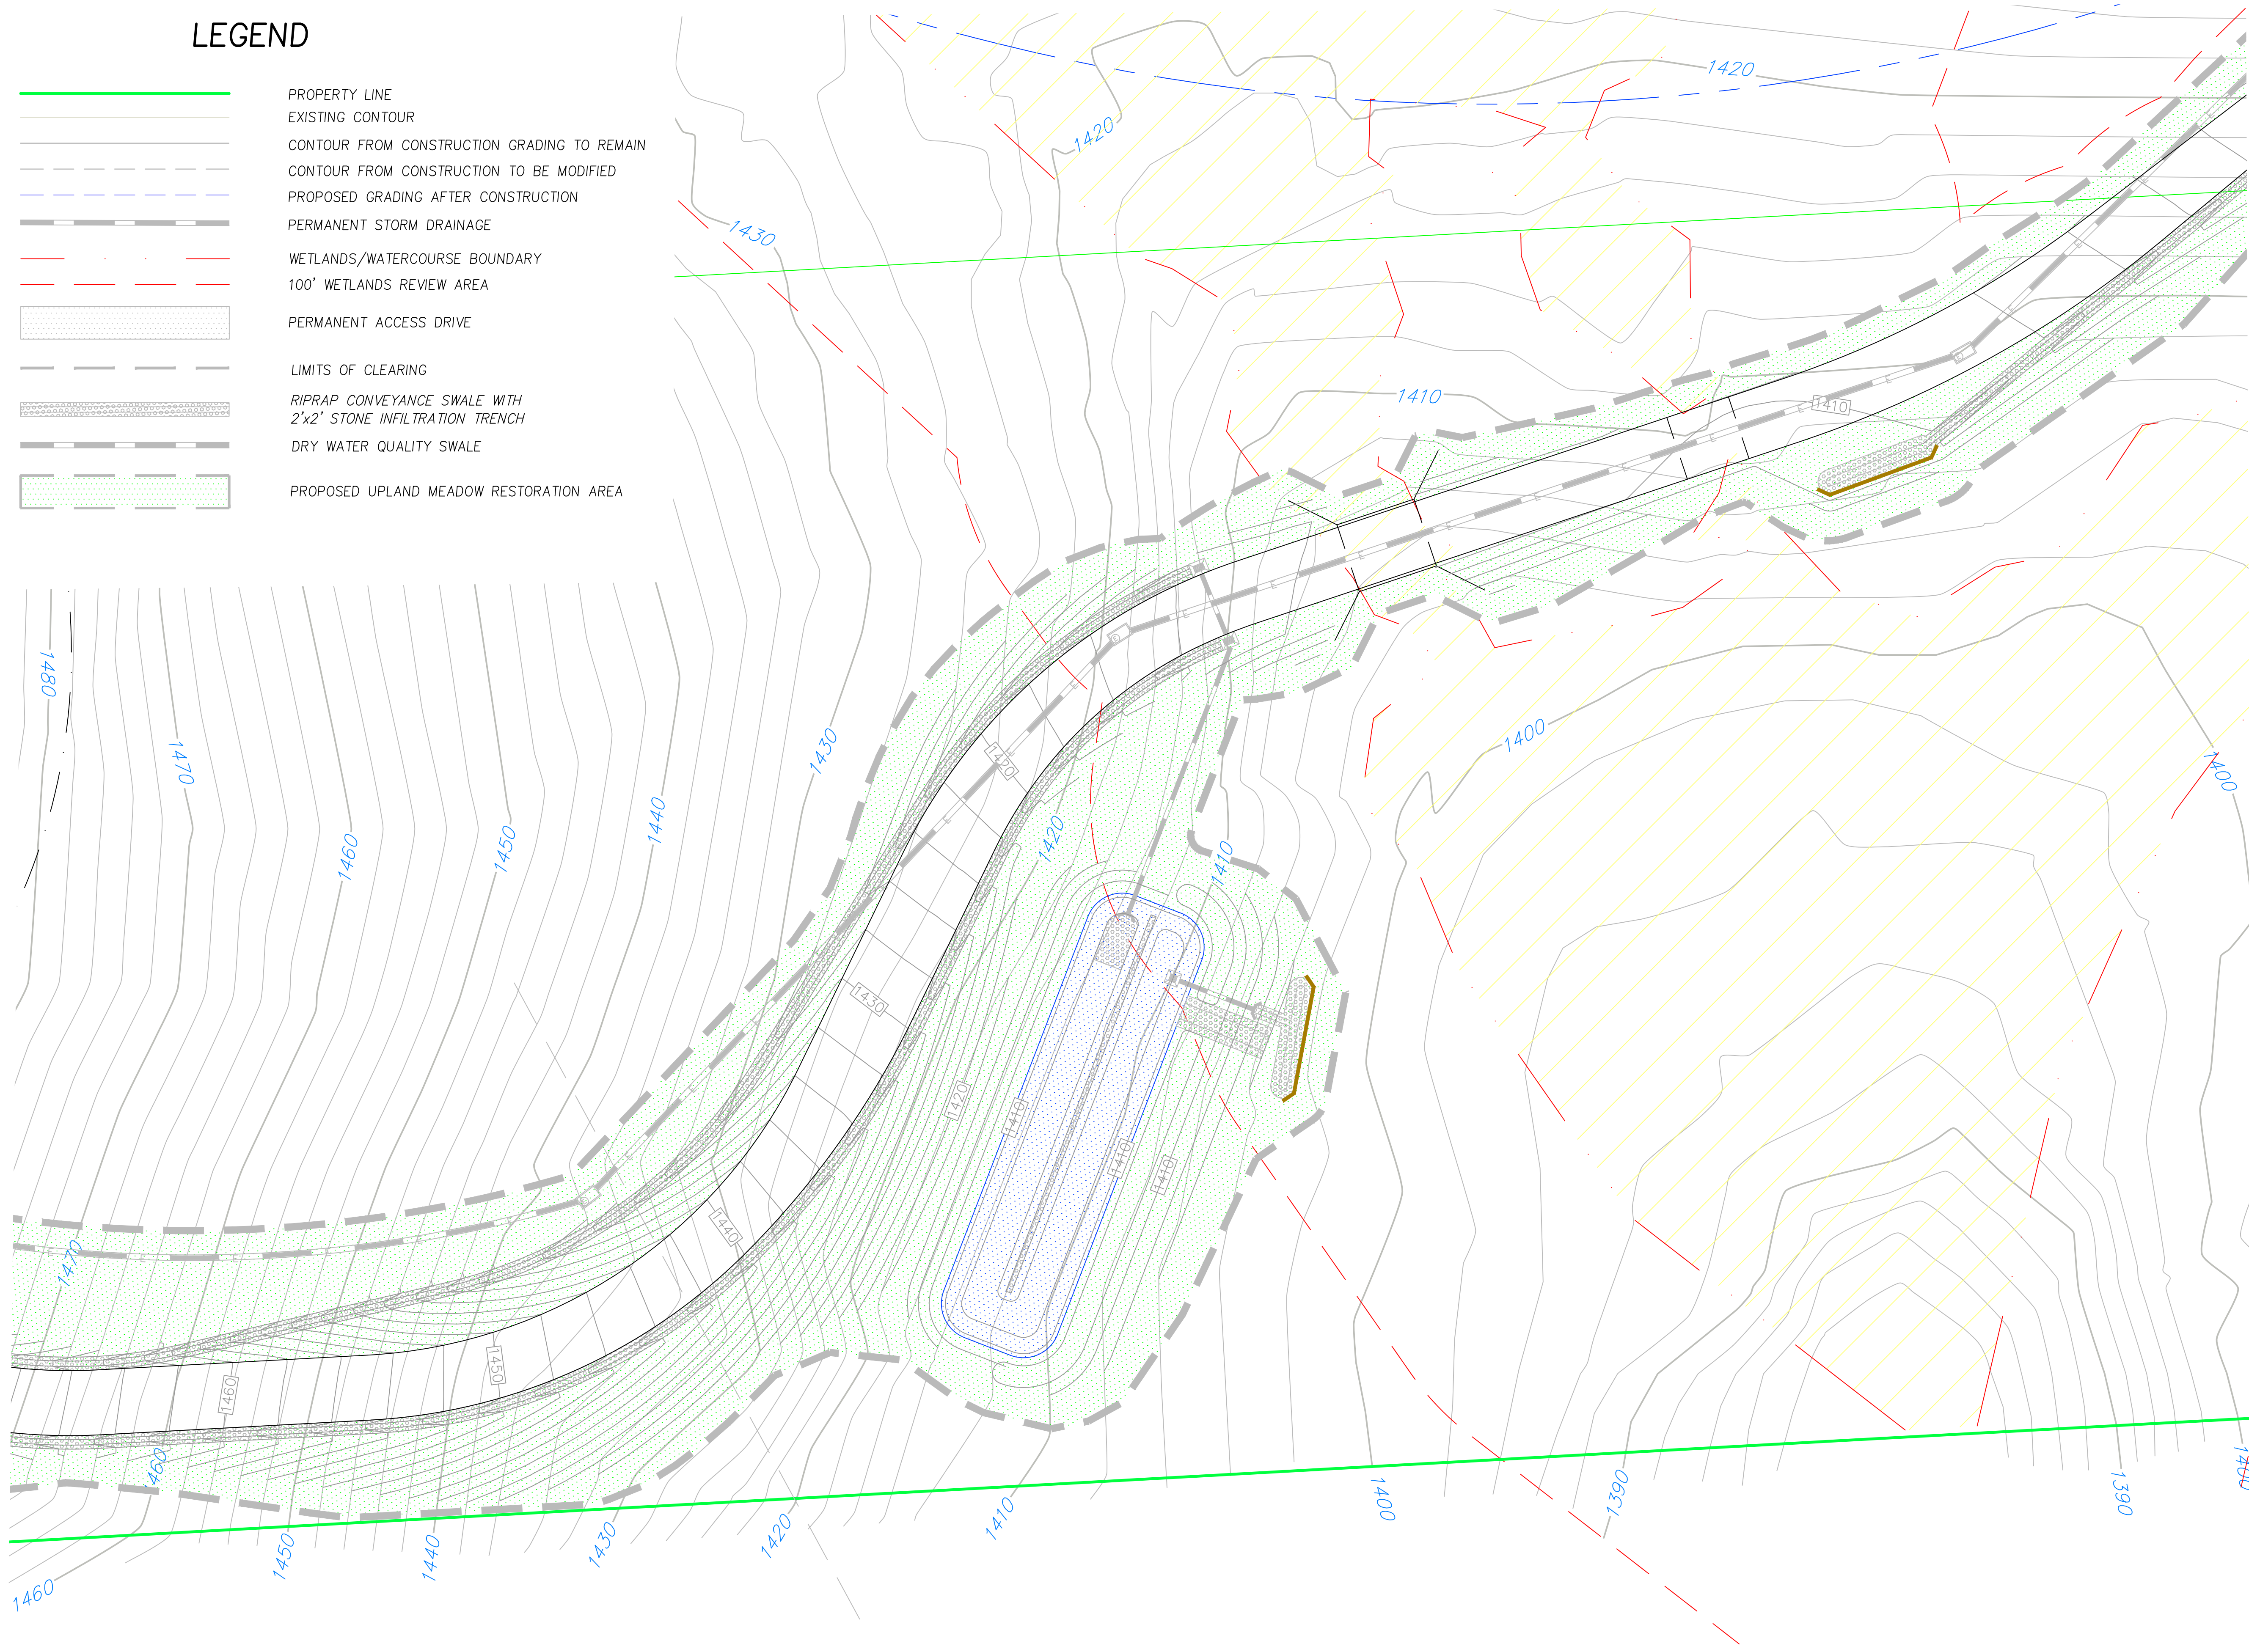 LEGEND
PROPERTY LINE
EXISTING CONTOUR
CONTOUR FROM CONSTRUCTION GRADING TO REMAIN
CONTOUR FROM CONSTRUCTION TO BE MODIFIED
PROPOSED GRADING AFTER CONSTRUCTION
PERMANENT STORM DRAINAGE
WETLANDS/WATERCOURSE BOUNDARY
100' WETLANDS REVIEW AREA
PERMANENT ACCESS DRIVE
LIMITS OF CLEARING
RIPRAP CONVEYANCE SWALE WITH
2'x2' STONE INFILTRATION TRENCH
DRY WATER QUALITY SWALE
PROPOSED UPLAND MEADOW RESTORATION AREA
1420
1420
1430
1410
1410
1480
1470
1460
1450
1440
1430
1420
1420
1410
1400
1400
1430
1420
1410
1410
1410
1440
1470
1450
1460
1460
1460
1450
1440
1430
1420
1410
1400
1390
1390
1400